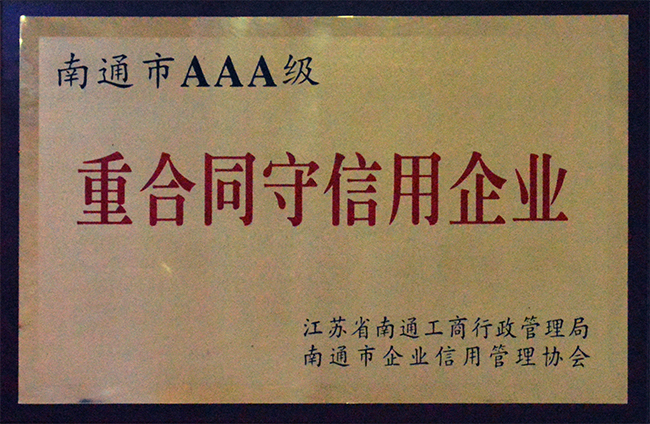 南通市AAA级
重合同守信用企业
江苏省南通工商行政管理局
南通市企业信用管理协会